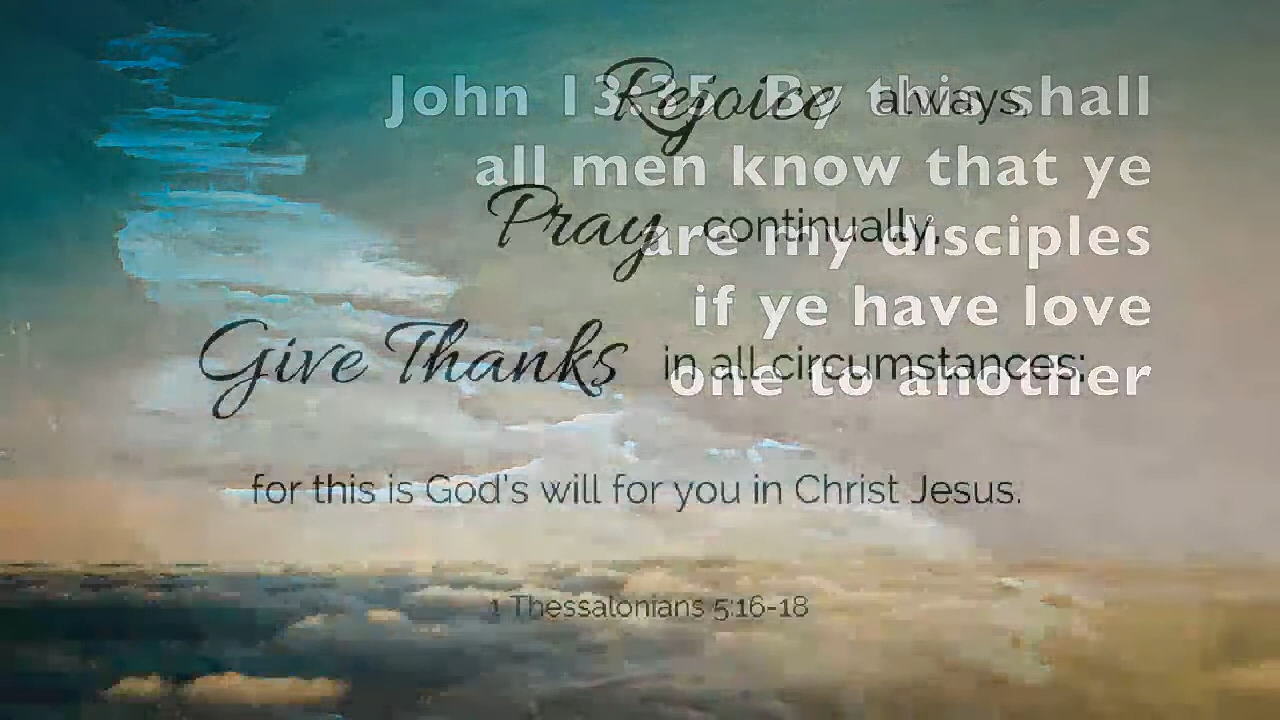 John 13:35 By this shall
all men know that ye
are my disciples
if ye have love
one to another
Rejoice always,
Pray continually,
Give Thanks in all circumstances;
for this is God's will for you in Christ Jesus.
1 Thessalonians 5:16-18